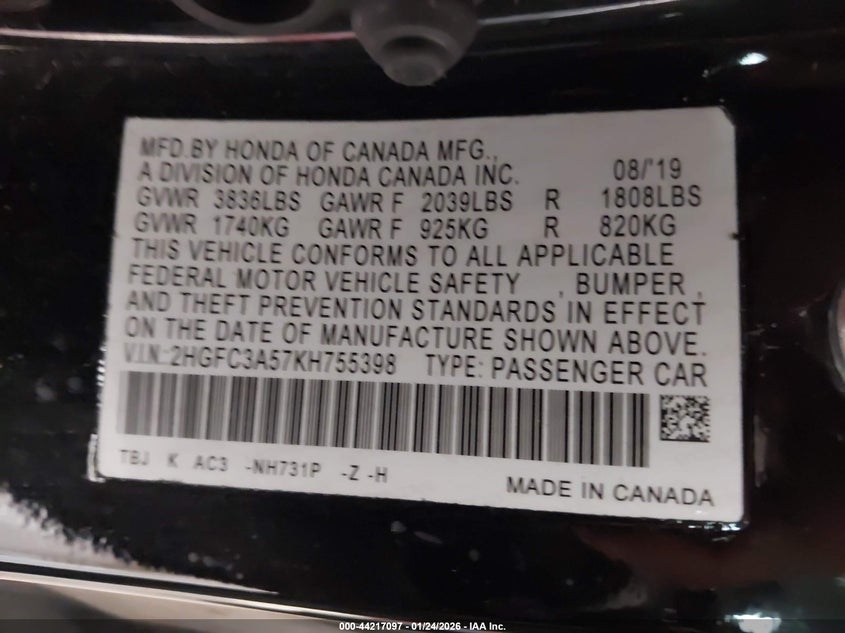 MFD.BY HONDA OF CANADA MFG.,
A DIVISION OF HONDA CANADA INC. 08/'19
GVWR 3836LBS GAWR F 2039LBS R 1808LBS
GVWR 1740KG GAWR F 925KG R 820KG
THIS VEHICLE CONFORMS TO ALL APPLICABLE
FEDERAL MOTOR VEHICLE SAFETY , BUMPER ,
AND THEFT PREVENTION STANDARDS IN EFFECT
ON THE DATE OF MANUFACTURE SHOWN ABOVE.
V.I.N.:2HGFC3A57KH755398 TYPE: PASSENGER CAR
TBJ K AC3 -NH731P -Z -H
MADE IN CANADA
000-44217097 - 01/24/2026 - IAA Inc.